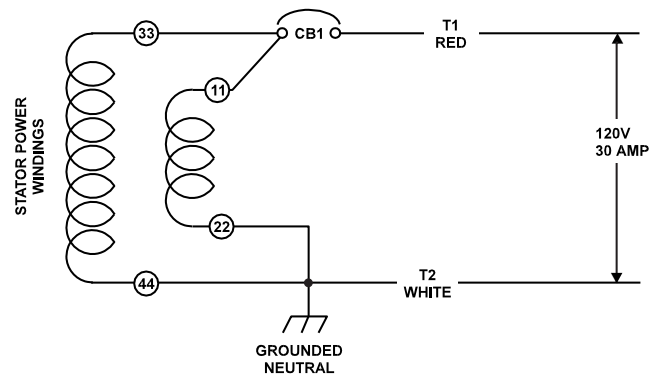 33
CB1
T1
RED
11
STATOR POWER
WINDINGS
120V
30 AMP
22
44
T2
WHITE
GROUNDED
NEUTRAL